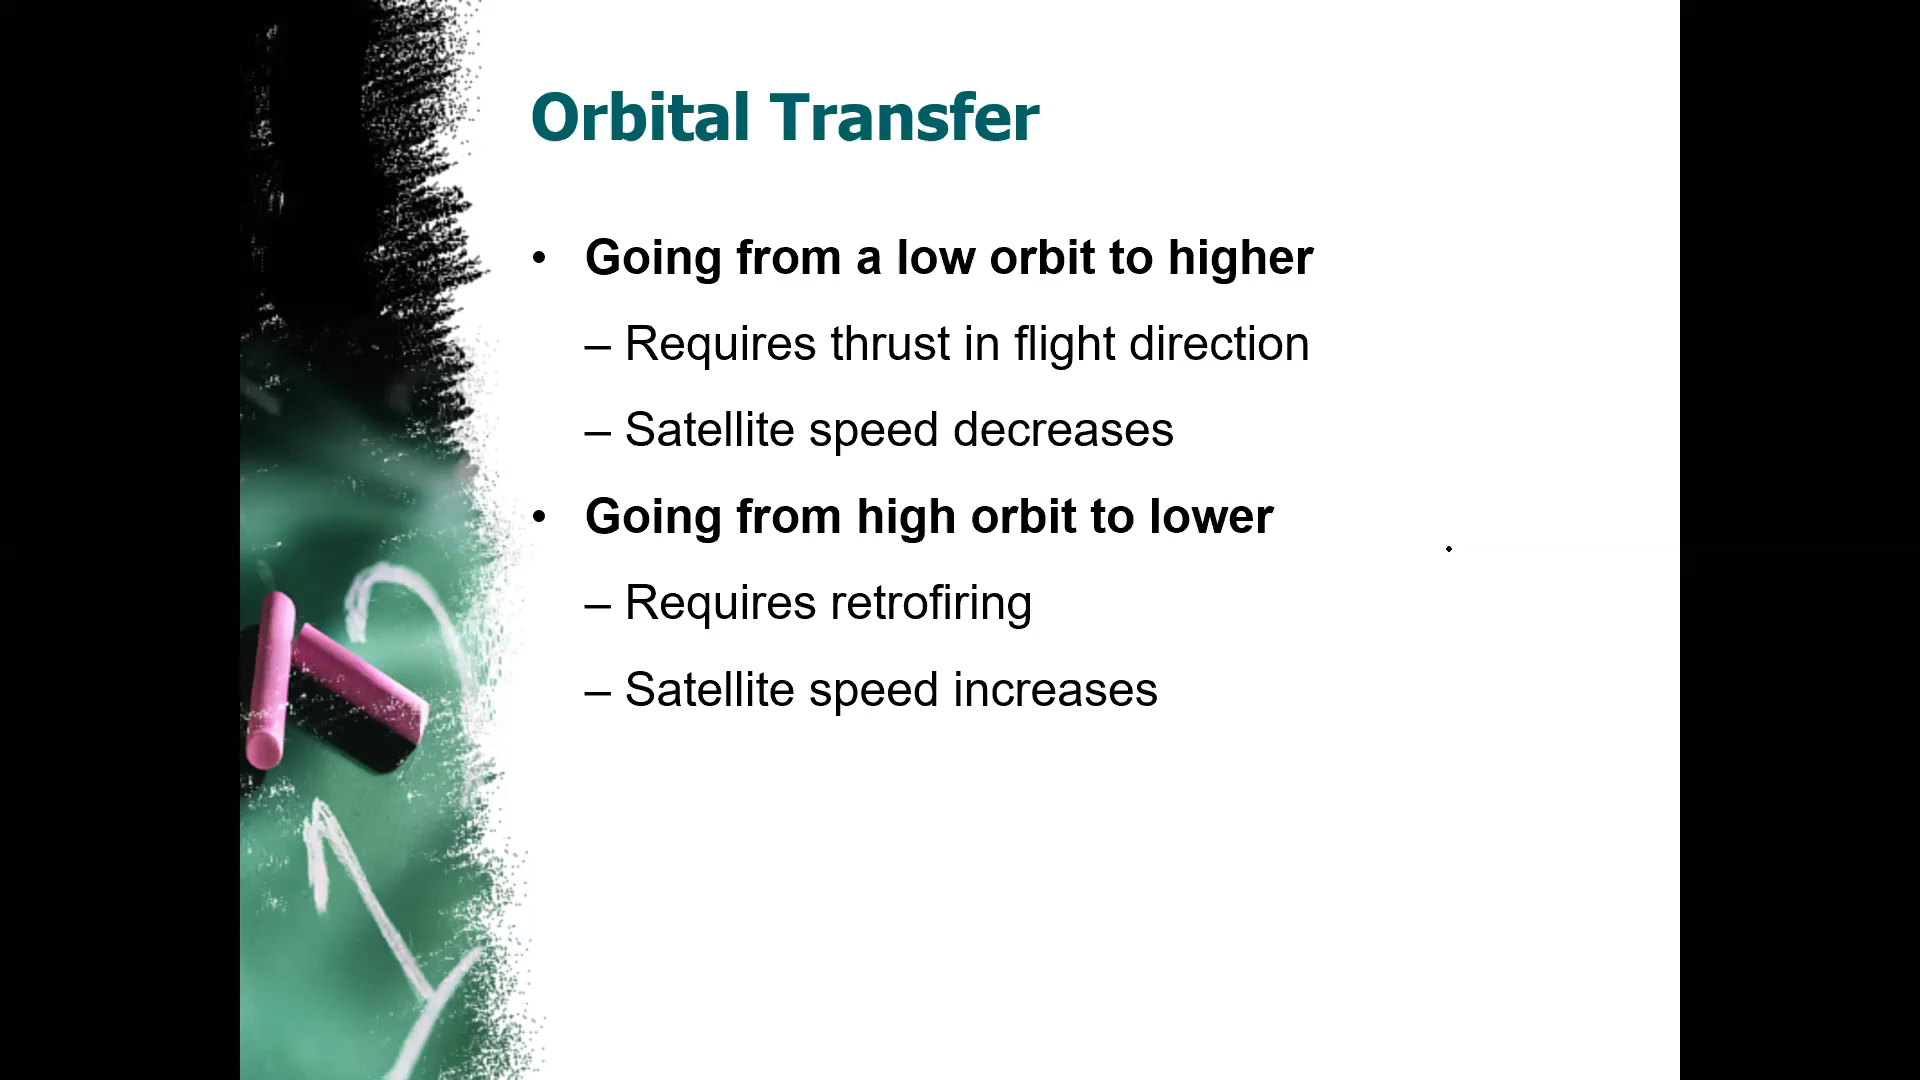 Orbital Transfer
• Going from a low orbit to higher
– Requires thrust in flight direction
– Satellite speed decreases
• Going from high orbit to lower
– Requires retrofiring
– Satellite speed increases